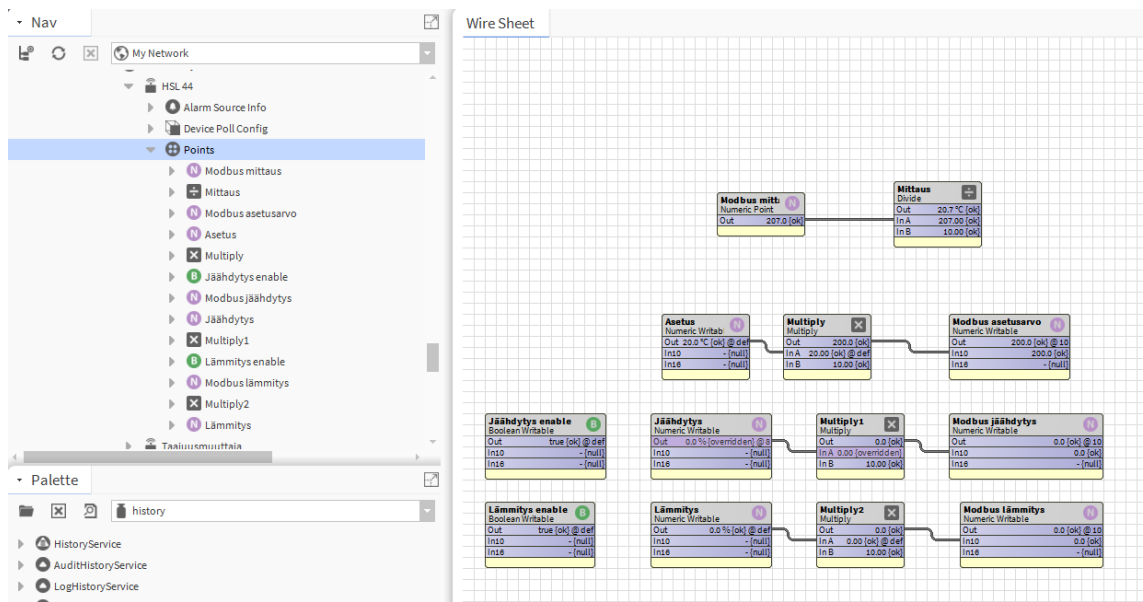 Nav
My Network
HSL 44
Alarm Source Info
Device Poll Config
Points
Modbus mittaus
Mittaus
Modbus asetusarvo
Asetus
Multiply
Jäähdytys enable
Modbus jäähdytys
Jäähdytys
Multiply1
Lämmitys enable
Modbus lämmitys
Multiply2
Lämmitys
Taajuusmuuttaja
Palette
history
HistoryService
AuditHistoryService
LogHistoryService
Wire Sheet
Modbus mitt
Numeric Point
Out 207.0 {ok}
Mittaus
Divide
Out 20.7 °C {ok}
In A 207.00 {ok}
In B 10.00 {ok}
Asetus
Numeric Writab
Out 20.0 °C {ok} @ def
In10 - {null}
In16 - {null}
Multiply
Multiply
Out 200.0 {ok}
In A 20.00 {ok} @ def
In B 10.00 {ok}
Modbus asetusarvo
Numeric Writable
Out 200.0 {ok} @ 10
In10 200.0 {ok}
In16 - {null}
Jäähdytys enable
Boolean Writable
Out true {ok} @ def
In10 - {null}
In16 - {null}
Jäähdytys
Numeric Writable
Out 0.0 % {overridden} @ 8
In10 - {null}
In16 - {null}
Multiply1
Multiply
Out 0.0 {ok}
In A 0.00 {overridden}
In B 10.00 {ok}
Modbus jäähdytys
Numeric Writable
Out 0.0 {ok} @ 10
In10 0.0 {ok}
In16 - {null}
Lämmitys enable
Boolean Writable
Out true {ok} @ def
In10 - {null}
In16 - {null}
Lämmitys
Numeric Writable
Out 0.0 % {ok} @ def
In10 - {null}
In16 - {null}
Multiply2
Multiply
Out 0.0 {ok}
In A 0.00 {ok} @ def
In B 10.00 {ok}
Modbus lämmitys
Numeric Writable
Out 0.0 {ok} @ 10
In10 0.0 {ok}
In16 - {null}